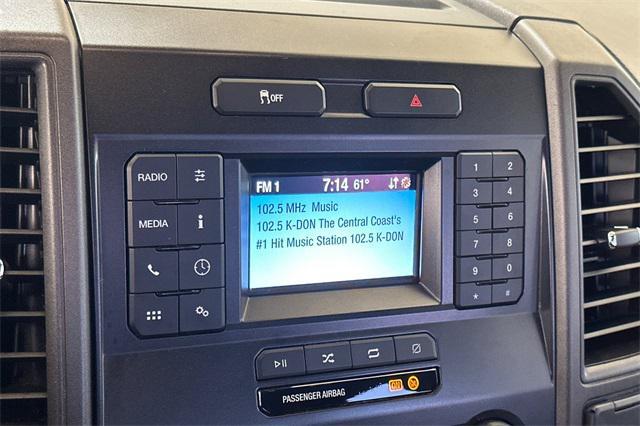 OFF
RADIO
MEDIA
FM 1 7:14 61°
102.5 MHz Music
102.5 K-DON The Central Coast's
#1 Hit Music Station 102.5 K-DON
1 2
3 4
5 6
7 8
9 0
* #
PASSENGER AIRBAG ON